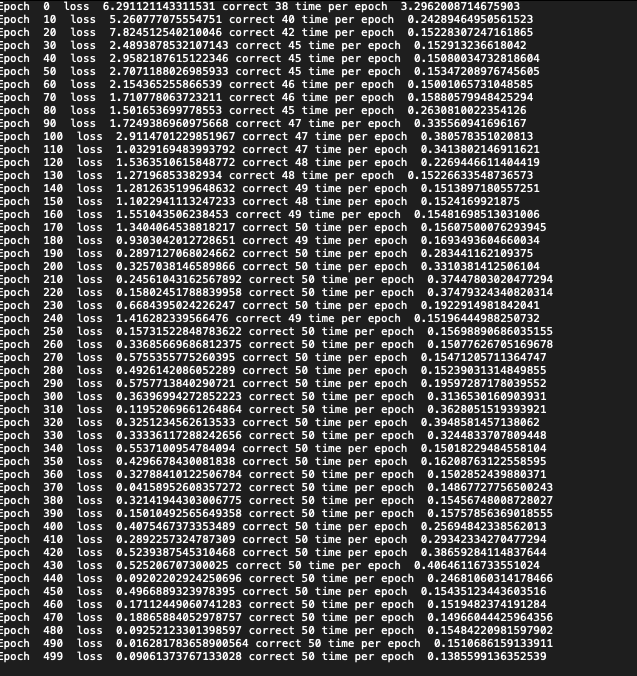 Epoch  0  loss  6.291121143311531 correct 38 time per epoch  3.2962008714675903
Epoch  10  loss  5.260777075554751 correct 40 time per epoch  0.24289464950561523
Epoch  20  loss  7.824512540210046 correct 42 time per epoch  0.15228307247161865
Epoch  30  loss  2.4893878532107143 correct 45 time per epoch  0.152913236618042
Epoch  40  loss  2.9582187615122346 correct 45 time per epoch  0.15080034732818604
Epoch  50  loss  2.7071188026985933 correct 45 time per epoch  0.15347208976745605
Epoch  60  loss  2.154365255866539 correct 46 time per epoch  0.15001065731048585
Epoch  70  loss  1.710778063723211 correct 46 time per epoch  0.15880579948425294
Epoch  80  loss  1.501653699778553 correct 45 time per epoch  0.2630810022354126
Epoch  90  loss  1.7249386960975668 correct 47 time per epoch  0.335560941696167
Epoch  100  loss  2.9114701229851967 correct 47 time per epoch  0.380578351020813
Epoch  110  loss  1.0329169483993792 correct 47 time per epoch  0.3413802146911621
Epoch  120  loss  1.5363510615848772 correct 48 time per epoch  0.2269446611404419
Epoch  130  loss  1.27196853382934 correct 48 time per epoch  0.15226633548736573
Epoch  140  loss  1.2812635199648632 correct 49 time per epoch  0.1513897180557251
Epoch  150  loss  1.1022941113247233 correct 48 time per epoch  0.1524169921875
Epoch  160  loss  1.551043506238453 correct 49 time per epoch  0.15481698513031006
Epoch  170  loss  1.3404064538818217 correct 50 time per epoch  0.15607500076293945
Epoch  180  loss  0.9303042012728651 correct 49 time per epoch  0.1693493604660034
Epoch  190  loss  0.2897127068024662 correct 50 time per epoch  0.283441162109375
Epoch  200  loss  0.3257038146589866 correct 50 time per epoch  0.3310381412506104
Epoch  210  loss  0.24561043162567892 correct 50 time per epoch  0.37447803020477294
Epoch  220  loss  0.15802451788839958 correct 50 time per epoch  0.37479324340820314
Epoch  230  loss  0.6684395024226247 correct 50 time per epoch  0.1922914981842041
Epoch  240  loss  1.416282339566476 correct 49 time per epoch  0.15196444988250732
Epoch  250  loss  0.15731522848783622 correct 50 time per epoch  0.15698890686035155
Epoch  260  loss  0.33685669686812375 correct 50 time per epoch  0.15077626705169678
Epoch  270  loss  0.5755355775260395 correct 50 time per epoch  0.15471205711364747
Epoch  280  loss  0.4926142086052289 correct 50 time per epoch  0.15239031314849855
Epoch  290  loss  0.5757713840290721 correct 50 time per epoch  0.19597287178039552
Epoch  300  loss  0.36396994272852223 correct 50 time per epoch  0.3136530160903931
Epoch  310  loss  0.11952069661264864 correct 50 time per epoch  0.3628051519393921
Epoch  320  loss  0.3251234562613533 correct 50 time per epoch  0.3948581457138062
Epoch  330  loss  0.33336117288242656 correct 50 time per epoch  0.3244833707809448
Epoch  340  loss  0.5537100954784094 correct 50 time per epoch  0.15018229484558104
Epoch  350  loss  0.4296678430081838 correct 50 time per epoch  0.16208763122558595
Epoch  360  loss  0.32788410122506784 correct 50 time per epoch  0.1502852439880371
Epoch  370  loss  0.04158952608357272 correct 50 time per epoch  0.14867727756500243
Epoch  380  loss  0.32141944303006775 correct 50 time per epoch  0.15456748008728027
Epoch  390  loss  0.15010492565649358 correct 50 time per epoch  0.15757856369018555
Epoch  400  loss  0.4075467373353489 correct 50 time per epoch  0.25694842338562013
Epoch  410  loss  0.2892257324787309 correct 50 time per epoch  0.29342334270477294
Epoch  420  loss  0.5239387545310468 correct 50 time per epoch  0.38659284114837644
Epoch  430  loss  0.525206707300025 correct 50 time per epoch  0.40646116733551024
Epoch  440  loss  0.09202202924250696 correct 50 time per epoch  0.24681060314178466
Epoch  450  loss  0.4966889323978395 correct 50 time per epoch  0.15435123443603516
Epoch  460  loss  0.17112449060741283 correct 50 time per epoch  0.1519482374191284
Epoch  470  loss  0.18865884052978757 correct 50 time per epoch  0.14966044425964356
Epoch  480  loss  0.09252123301398597 correct 50 time per epoch  0.15484220981597902
Epoch  490  loss  0.016281783658900564 correct 50 time per epoch  0.1510686159133911
Epoch  499  loss  0.09061373767133028 correct 50 time per epoch  0.1385599136352539